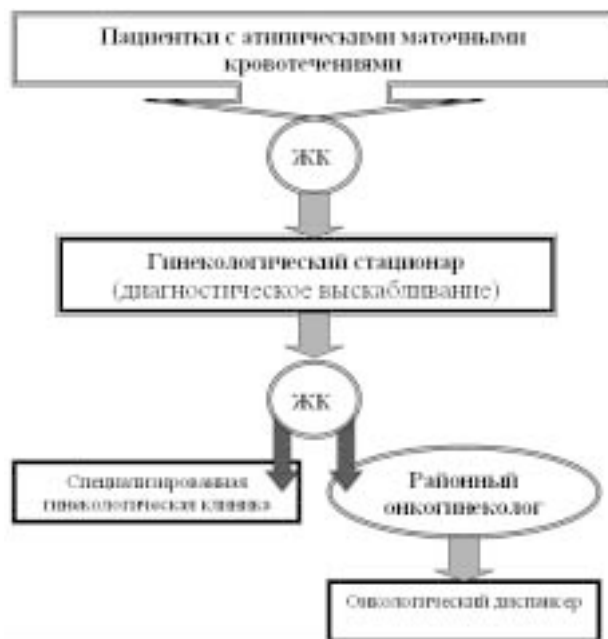 Пациентки с атипическими маточными
кровотечениями
ЖК
Гинекологический стационар
(диагностическое выскабливание)
ЖК
Специализированная
гинекологическая клиника
Районный
онкогинеколог
Онкологический диспансер